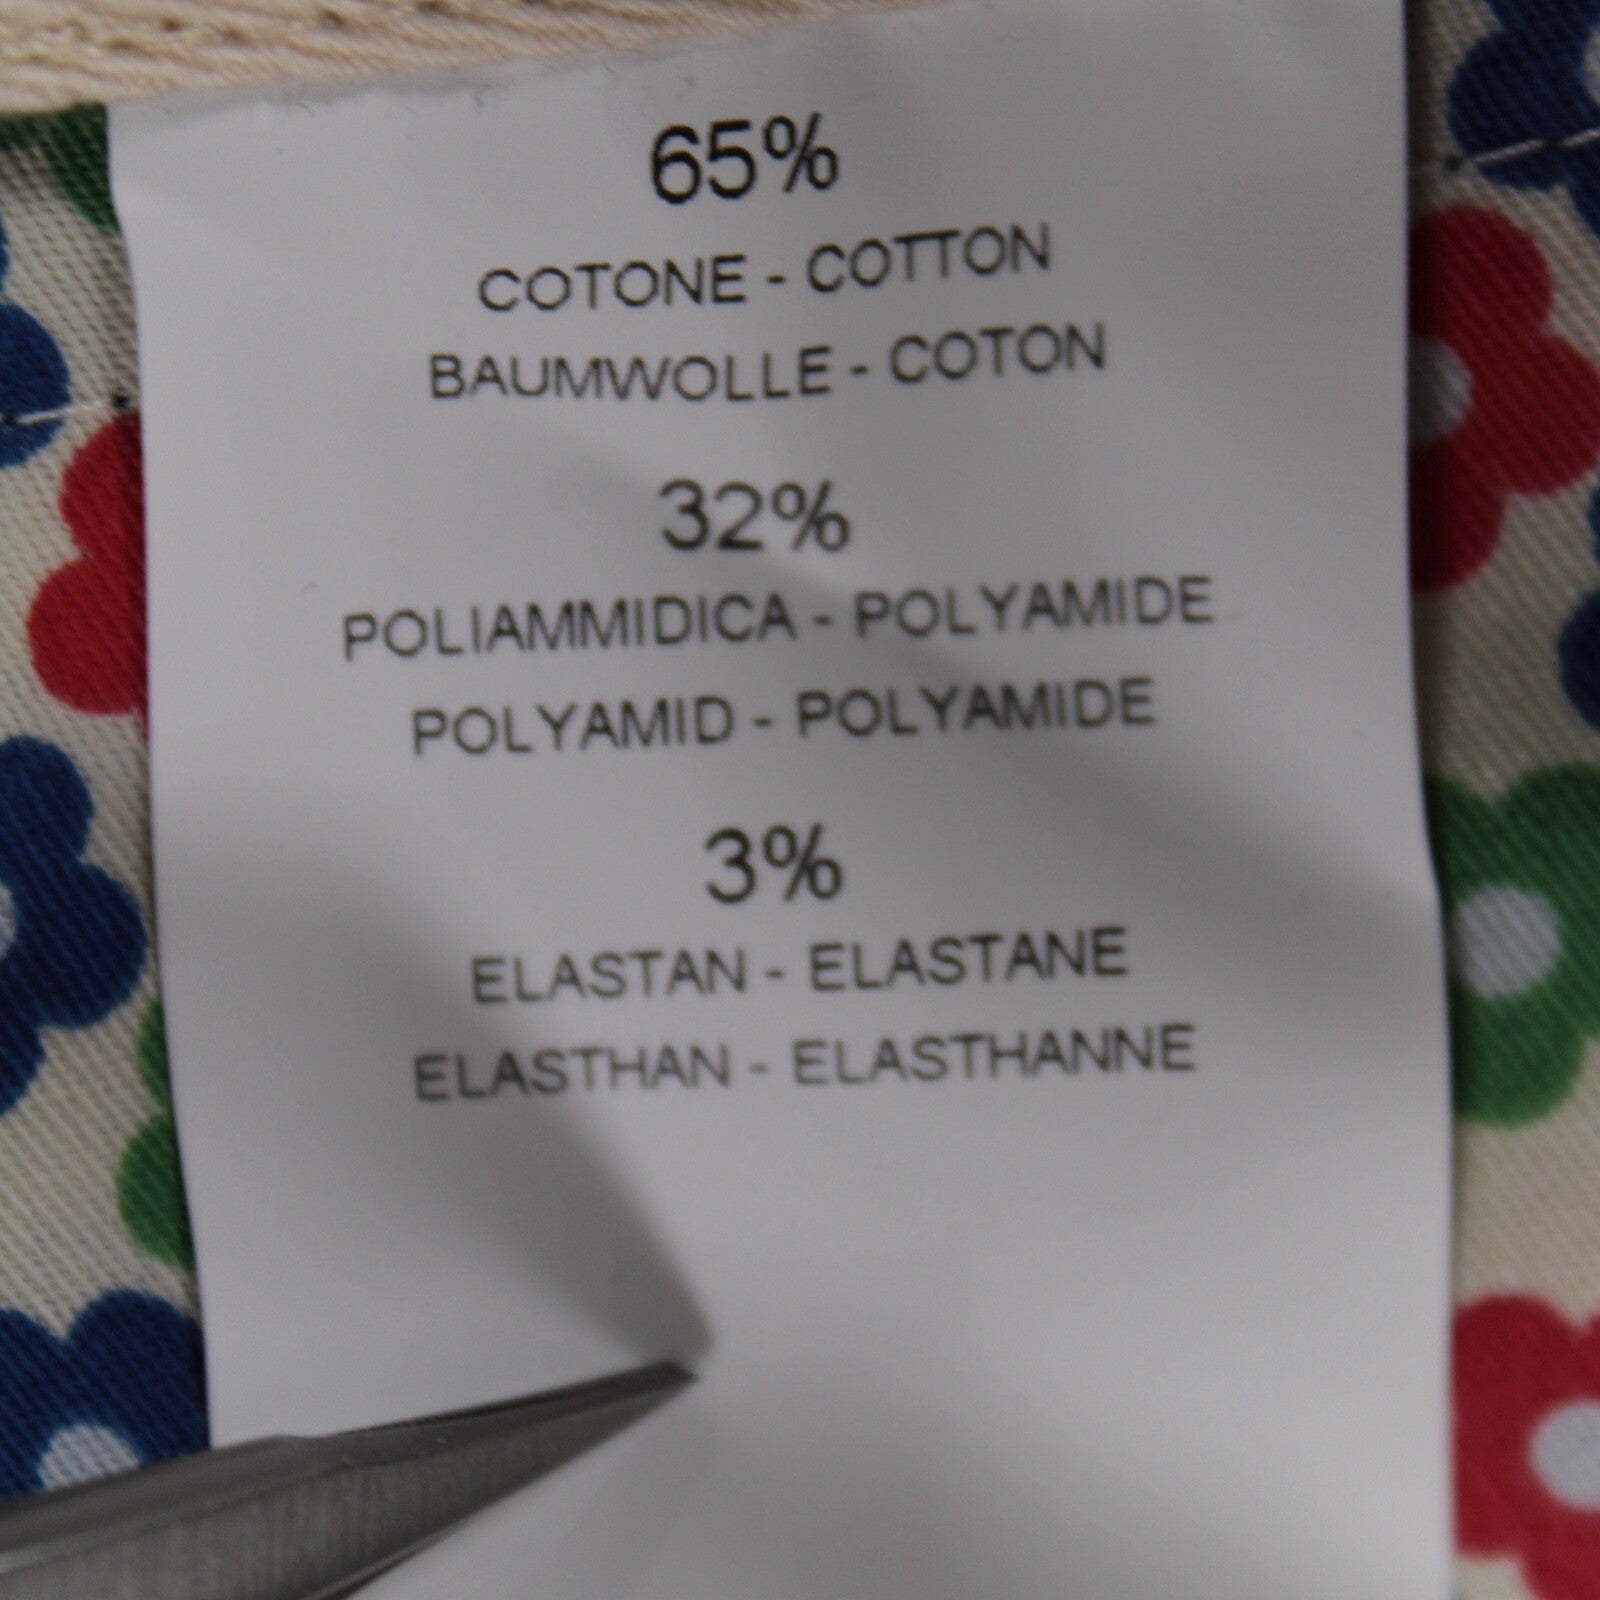 65%
COTONE - COTTON
BAUMWOLLE - COTON
32%
POLIAMMIDICA - POLYAMIDE
POLYAMID - POLYAMIDE
3%
ELASTAN - ELASTANE
ELASTHAN - ELASTHANNE